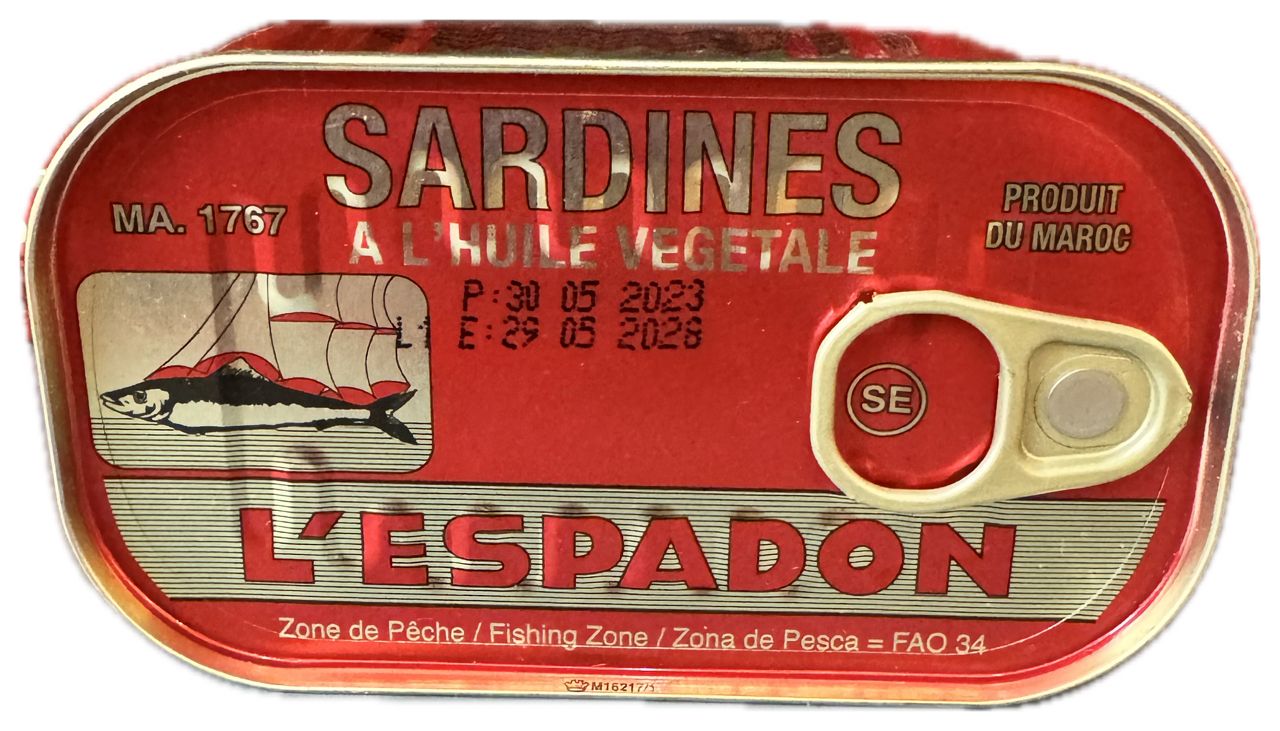 SARDINES
A L'HUILE VEGETALE
MA. 1767
PRODUIT
DU MAROC
P:30 05 2023
E:29 05 2028
SE
L'ESPADON
Zone de Pêche / Fishing Zone / Zona de Pesca = FAO 34